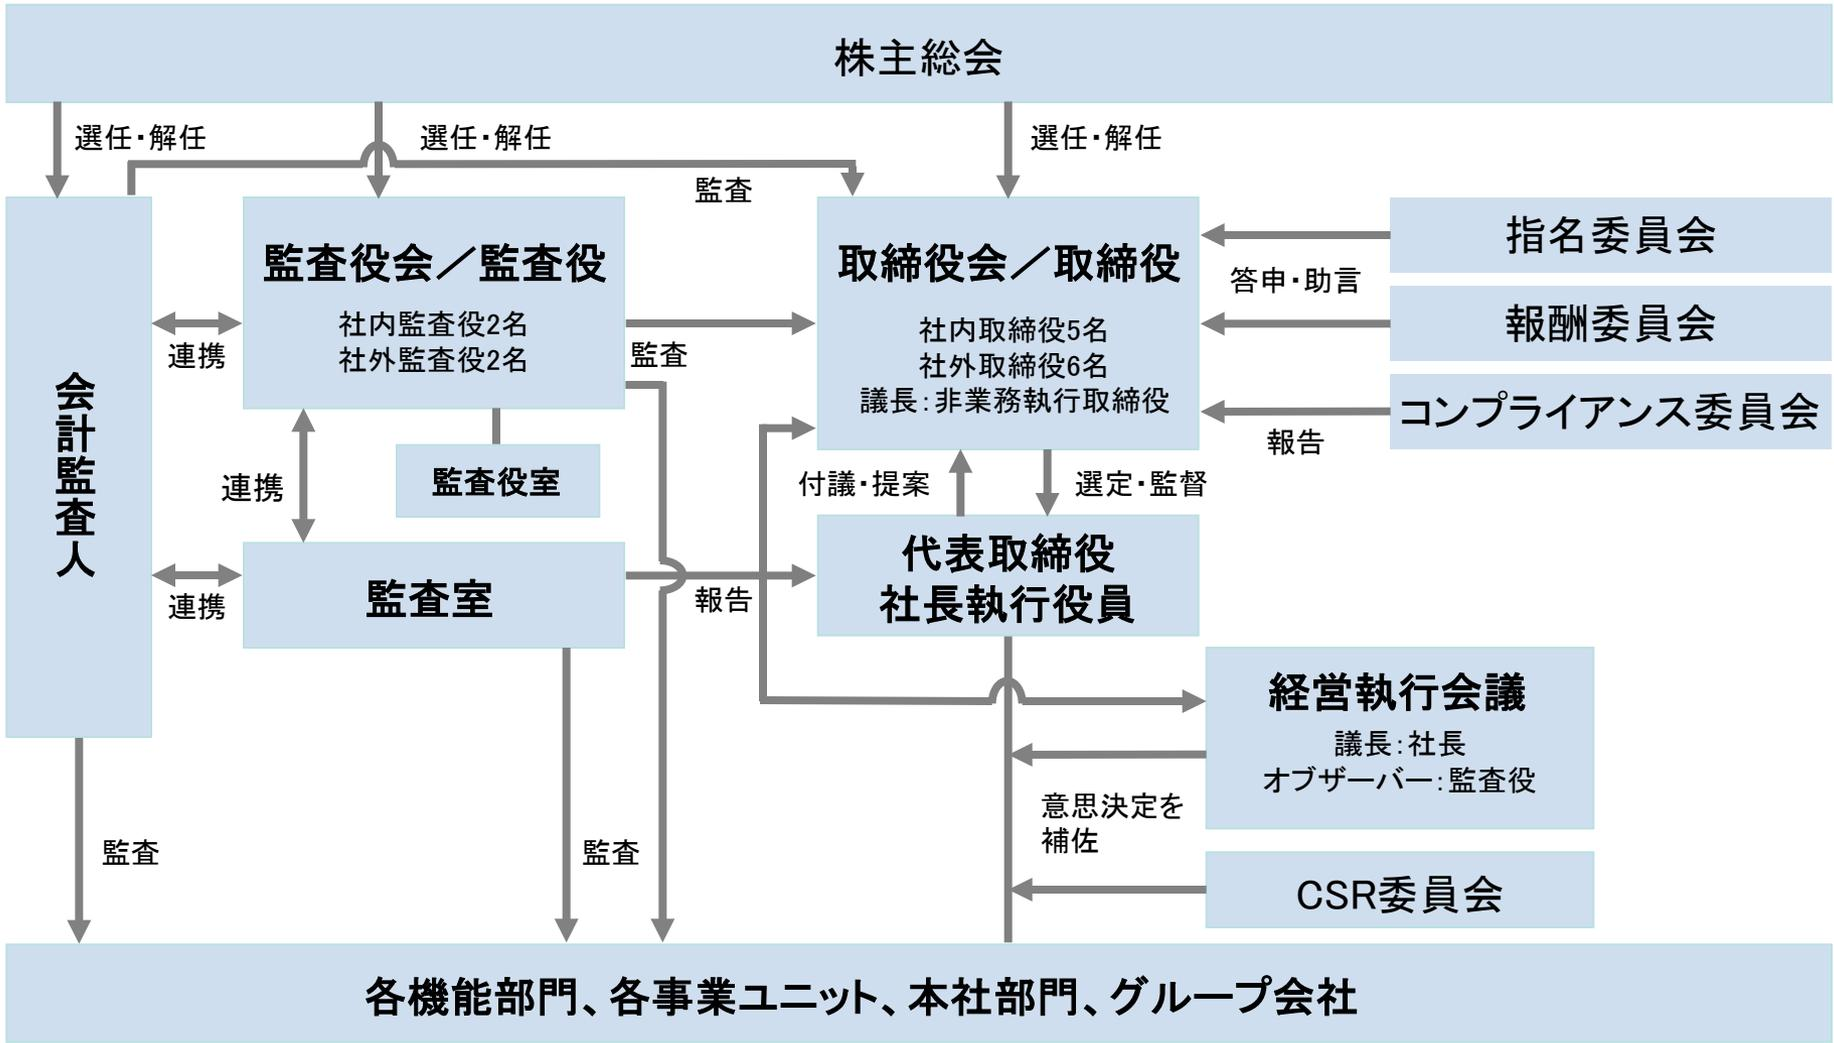 株主総会
選任・解任
選任・解任
選任・解任
監査
会計監査人
監査役会／監査役
社内監査役2名
社外監査役2名
取締役会／取締役
社内取締役5名
社外取締役6名
議長：非業務執行取締役
指名委員会
答申・助言
報酬委員会
コンプライアンス委員会
報告
連携
監査
連携
監査役室
付議・提案
選定・監督
監査室
連携
報告
代表取締役
社長執行役員
経営執行会議
議長：社長
オブザーバー：監査役
意思決定を
補佐
監査
監査
CSR委員会
各機能部門、各事業ユニット、本社部門、グループ会社